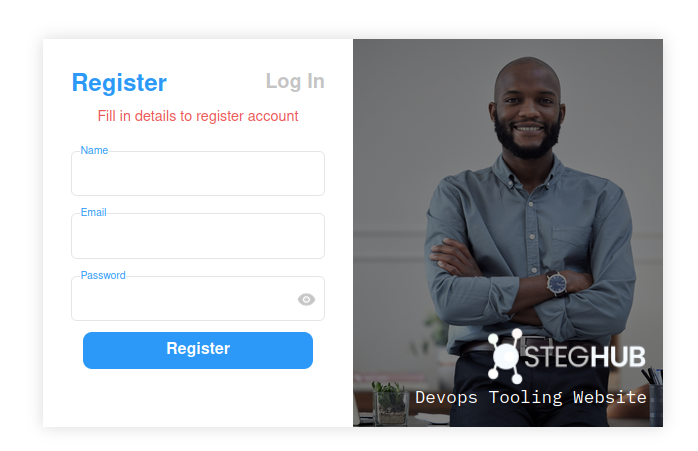 Register
Log In
Fill in details to register account
Name
Email
Password
Register
STEGHUB
Devops Tooling Website